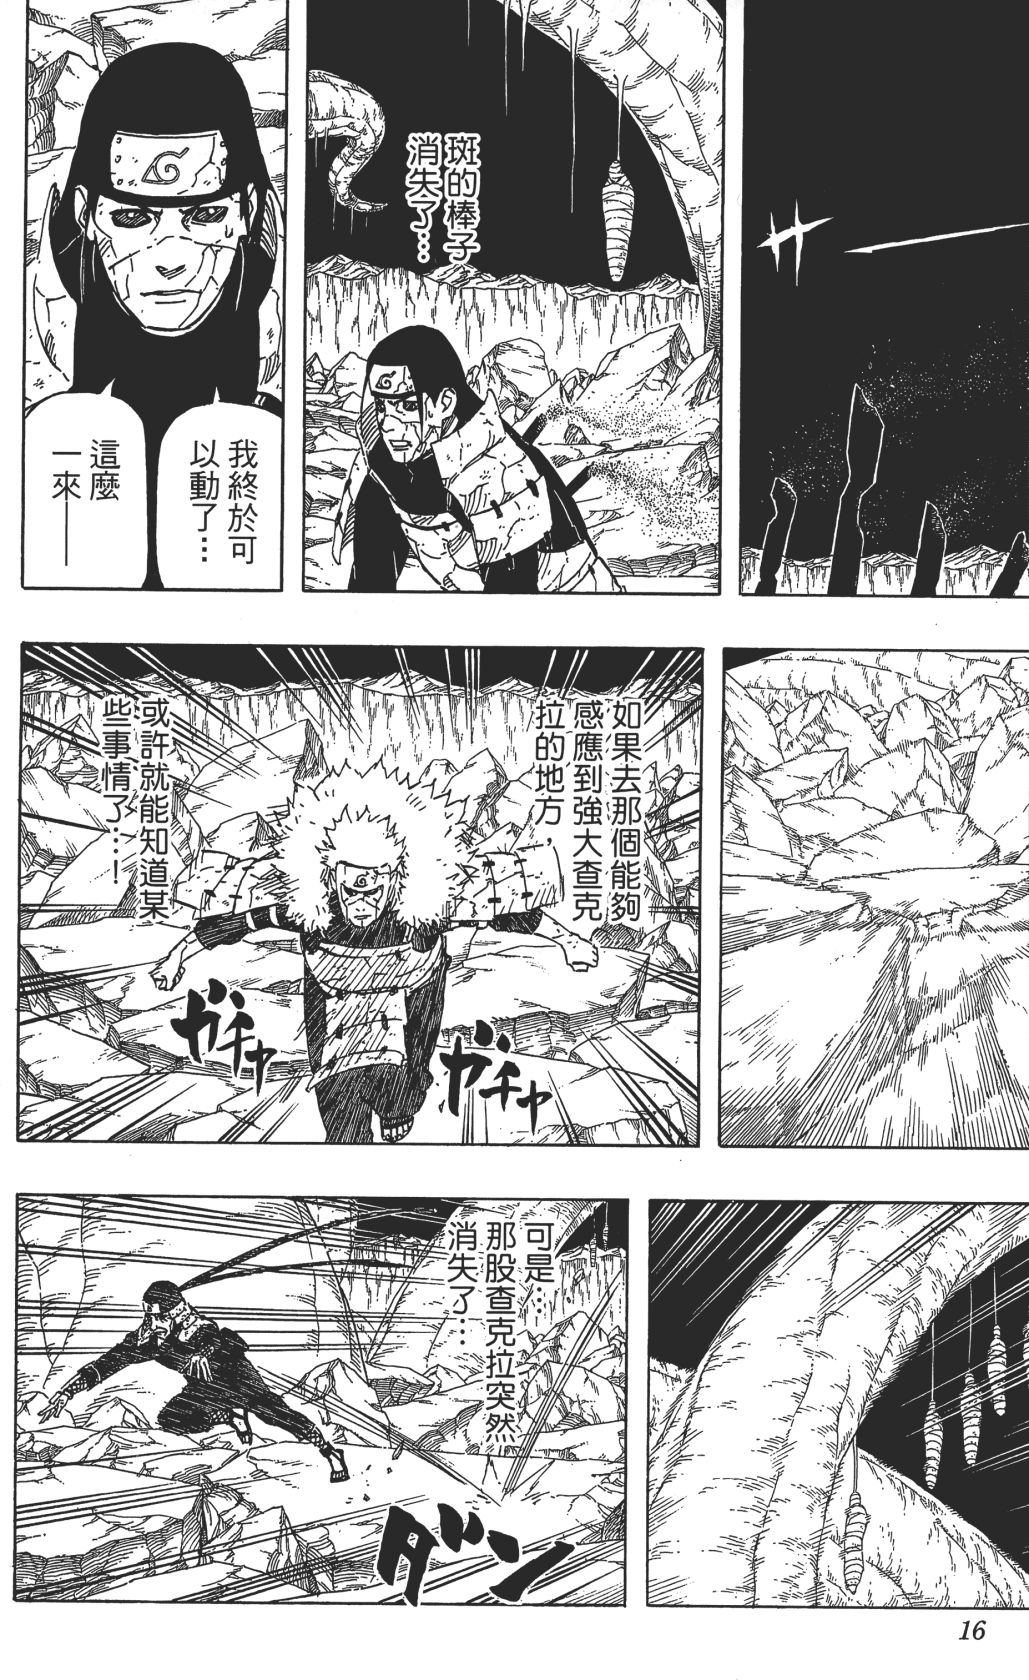 斑的棒子
消失了…
我終於可
以動了…
這麼
一來──
如果去那個能夠
感應到強大查克
拉的地方，
或許就能知道某
些事情了…！
ガチャ
ガチャ
可是…
那股查克拉突然
消失了…
ダン
16